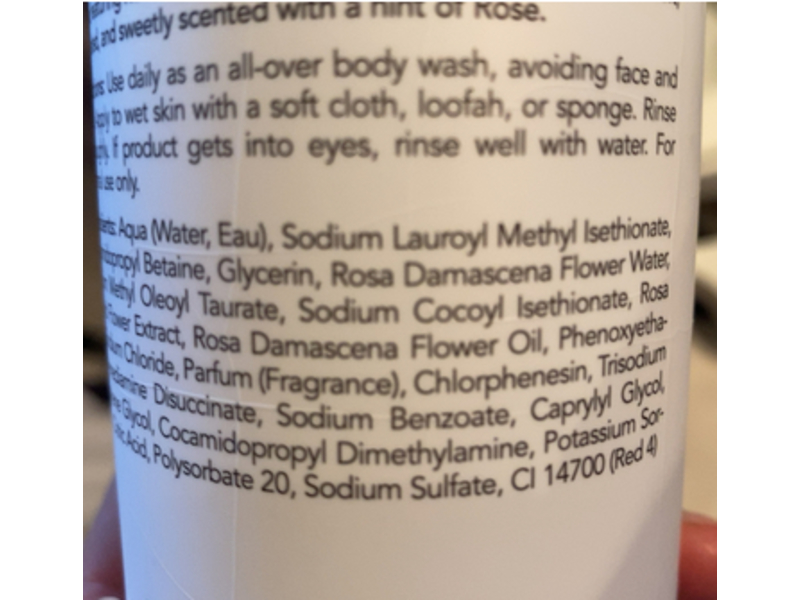 and sweetly scented with a hint of Rose.
Use daily as an all-over body wash, avoiding face and
to wet skin with a soft cloth, loofah, or sponge. Rinse
If product gets into eyes, rinse well with water. For
use only.
Aqua (Water, Eau), Sodium Lauroyl Methyl Isethionate,
Betaine, Glycerin, Rosa Damascena Flower Water,
Methyl Oleoyl Taurate, Sodium Cocoyl Isethionate, Rosa
Flower Extract, Rosa Damascena Flower Oil, Phenoxyetha-
Chloride, Parfum (Fragrance), Chlorphenesin, Trisodium
Disuccinate, Sodium Benzoate, Caprylyl Glycol,
Glycol, Cocamidopropyl Dimethylamine, Potassium Sor-
Acid, Polysorbate 20, Sodium Sulfate, CI 14700 (Red 4)